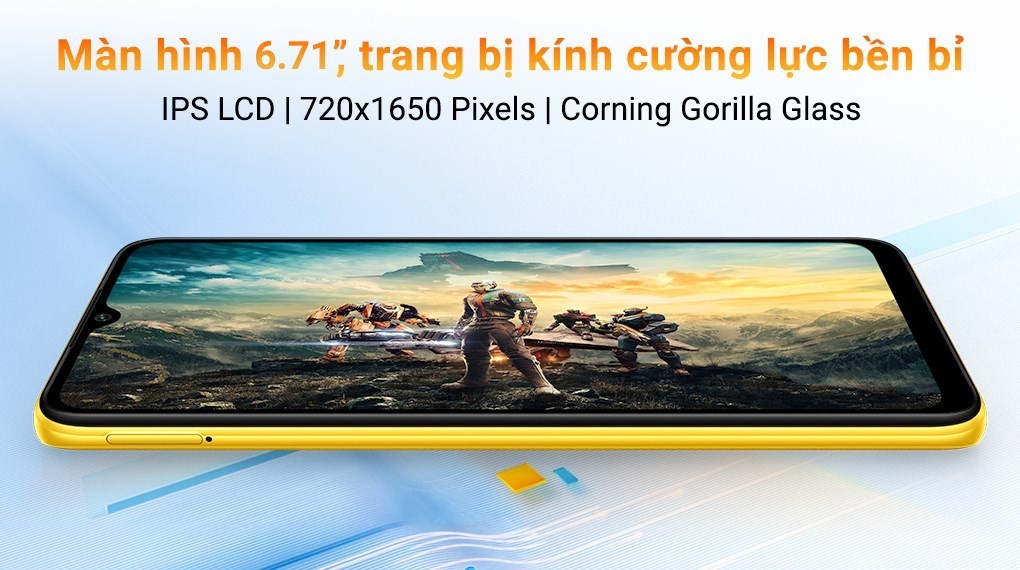 Màn hình 6.71”, trang bị kính cường lực bền bỉ
IPS LCD | 720x1650 Pixels | Corning Gorilla Glass